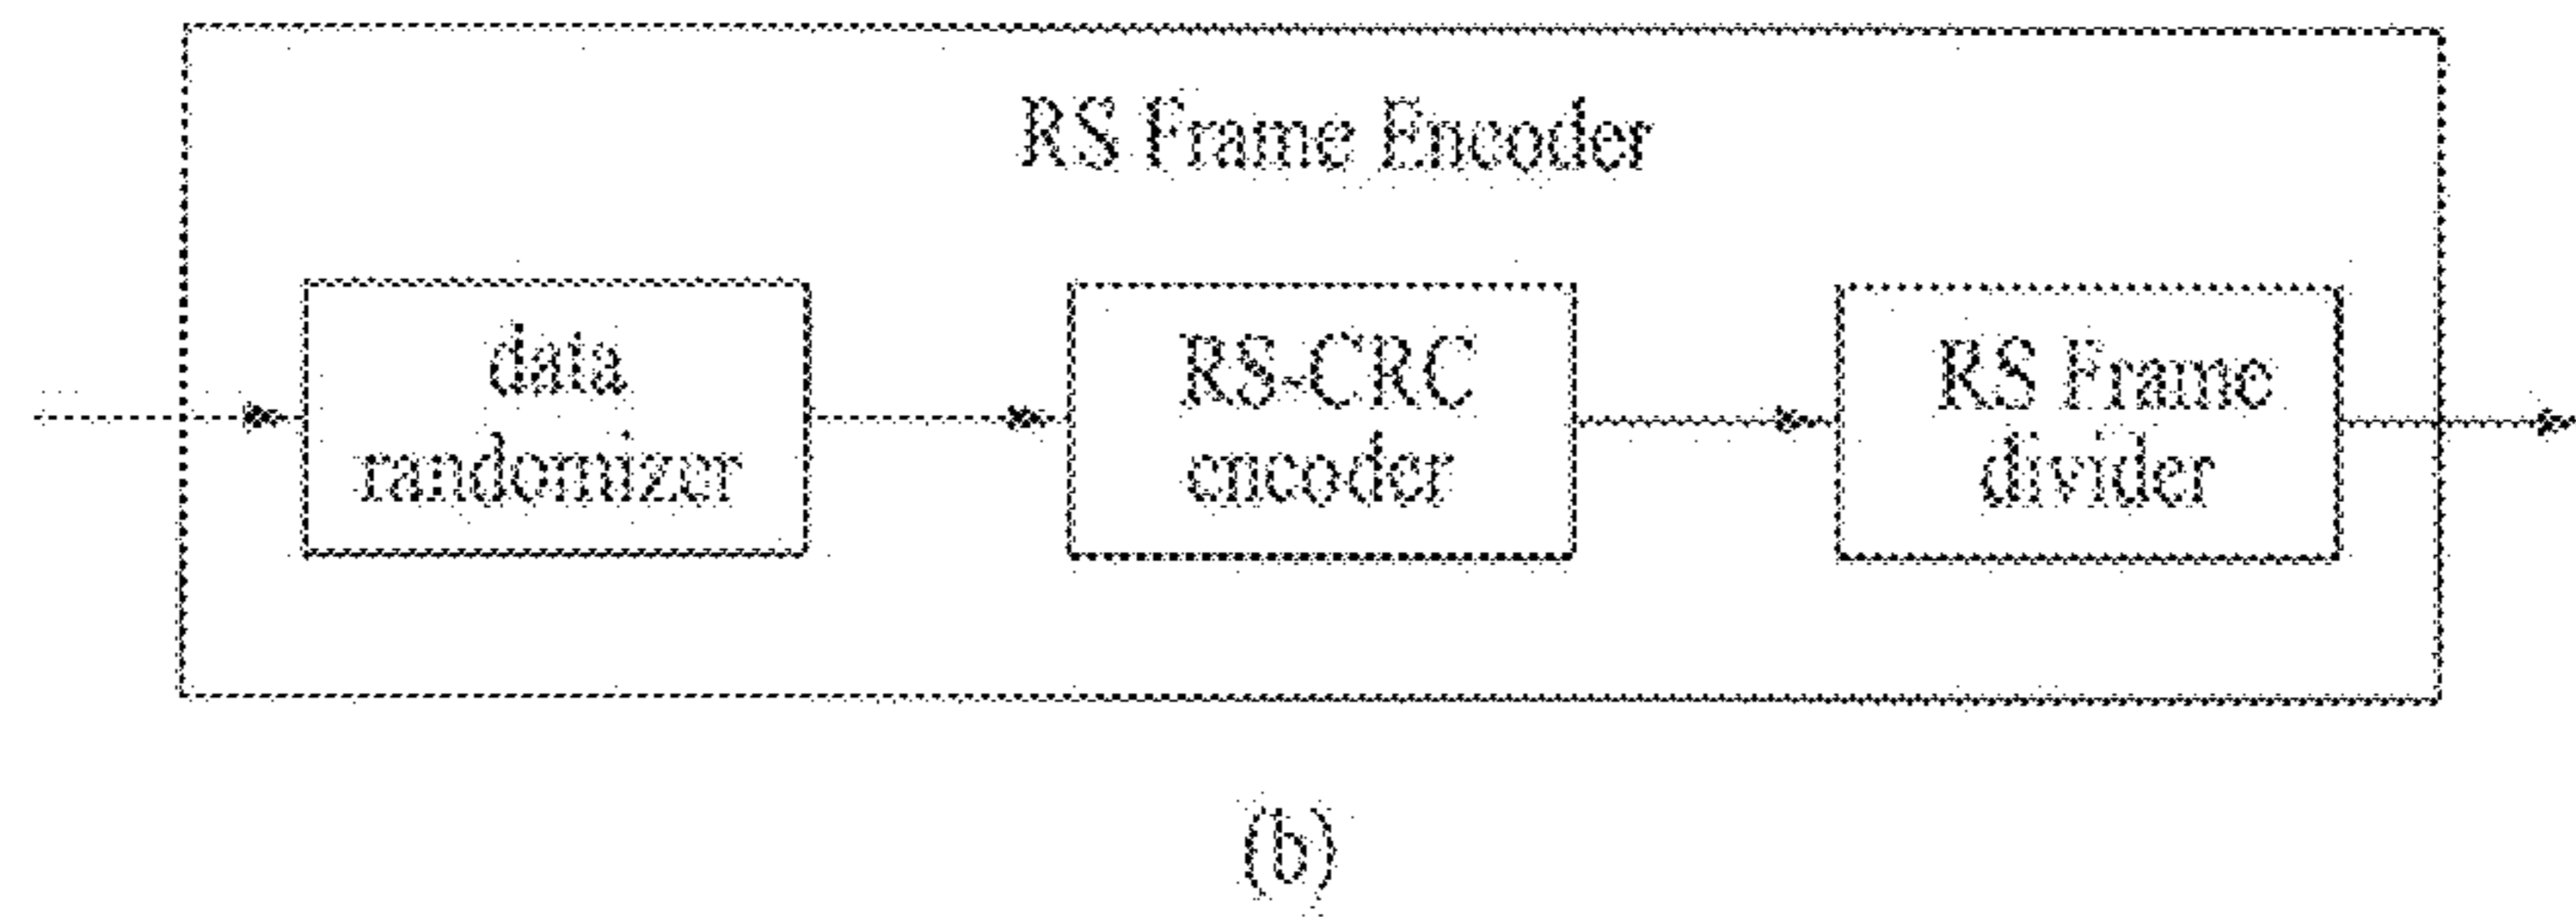 RS Frame Encoder
data
randomizer
RS-CRC
encoder
RS Frame
divider
(b)